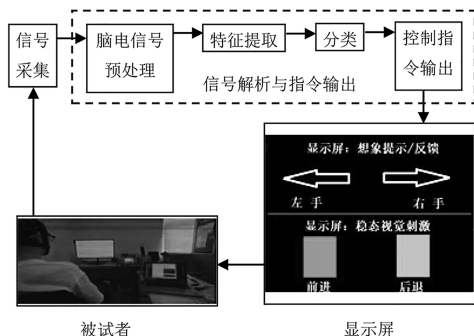 信号
采集
脑电信号
预处理
特征提取
分类
控制指
令输出
信号解析与指令输出
显示屏：想象提示/反馈
左 手
右 手
显示屏：稳态视觉刺激
前进
后退
被试者
显示屏